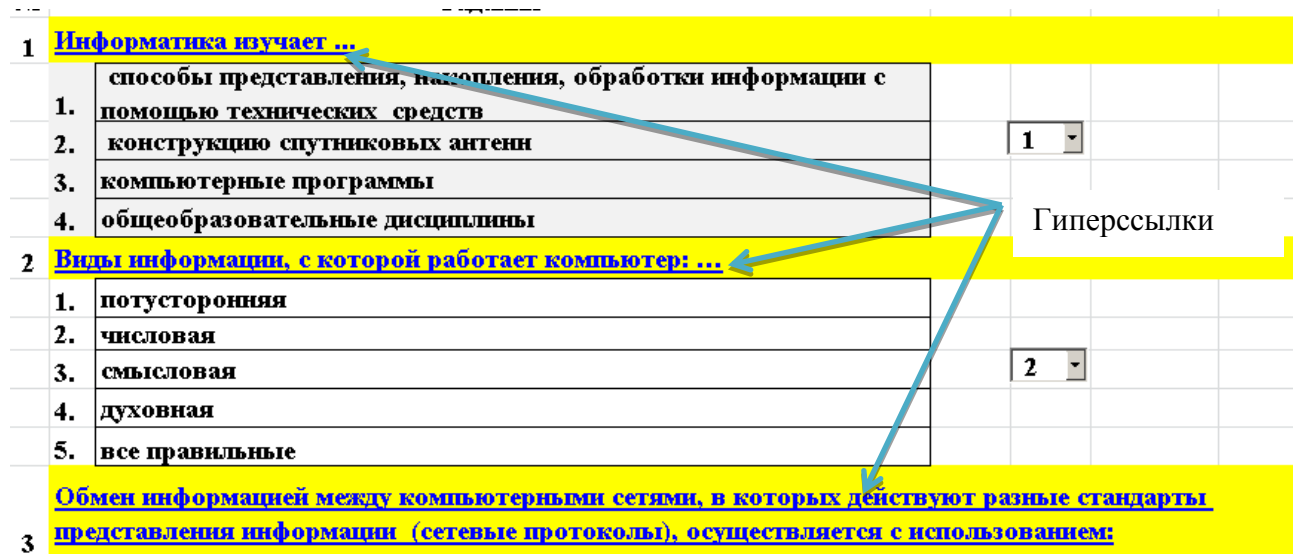 1 Информатика изучает ...
способы представления, накопления, обработки информации с
1. помощью технических средств
2. конструкцию спутниковых антенн
1
3. компьютерные программы
4. общеобразовательные дисциплины
Гиперссылки
2 Виды информации, с которой работает компьютер: ...
1. потусторонняя
2. числовая
3. смысловая
2
4. духовная
5. все правильные
Обмен информацией между компьютерными сетями, в которых действуют разные стандарты
3 представления информации (сетевые протоколы), осуществляется с использованием: